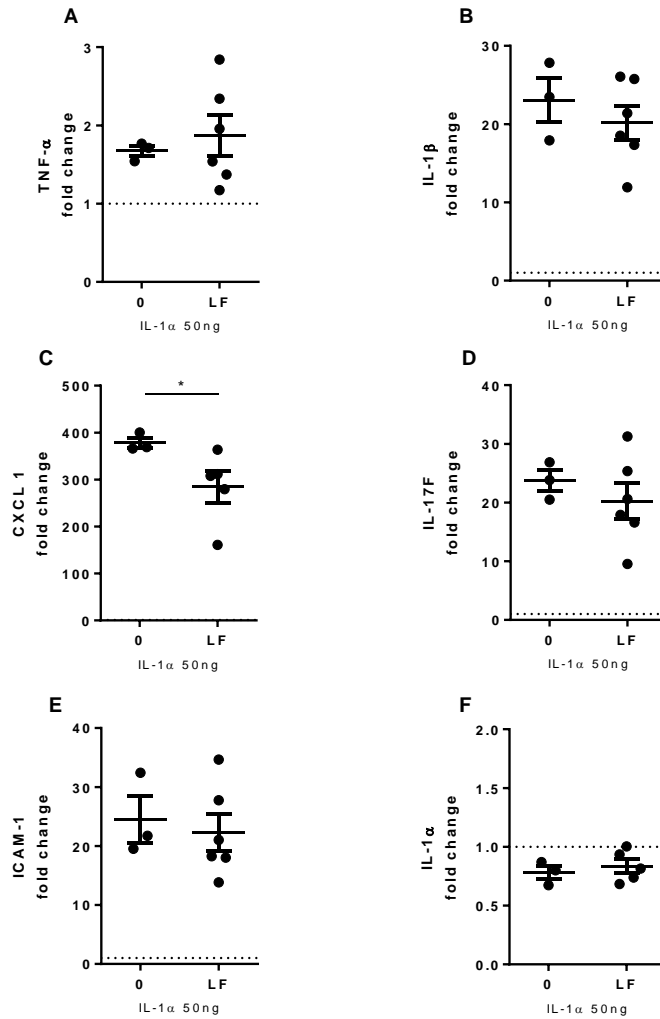 A
TNF-α
fold change
3
2
1
0
0 LF
IL-1α 50ng
B
IL-1β
fold change
30
20
10
0
0 LF
IL-1α 50ng
C
CXCL 1
fold change
500
400
300
200
100
0
*
0 LF
IL-1α 50ng
D
IL-17F
fold change
40
30
20
10
0
0 LF
IL-1α 50ng
E
ICAM-1
fold change
40
30
20
10
0
0 LF
IL-1α 50ng
F
IL-1α
fold change
2.0
1.5
1.0
0.5
0.0
0 LF
IL-1α 50ng